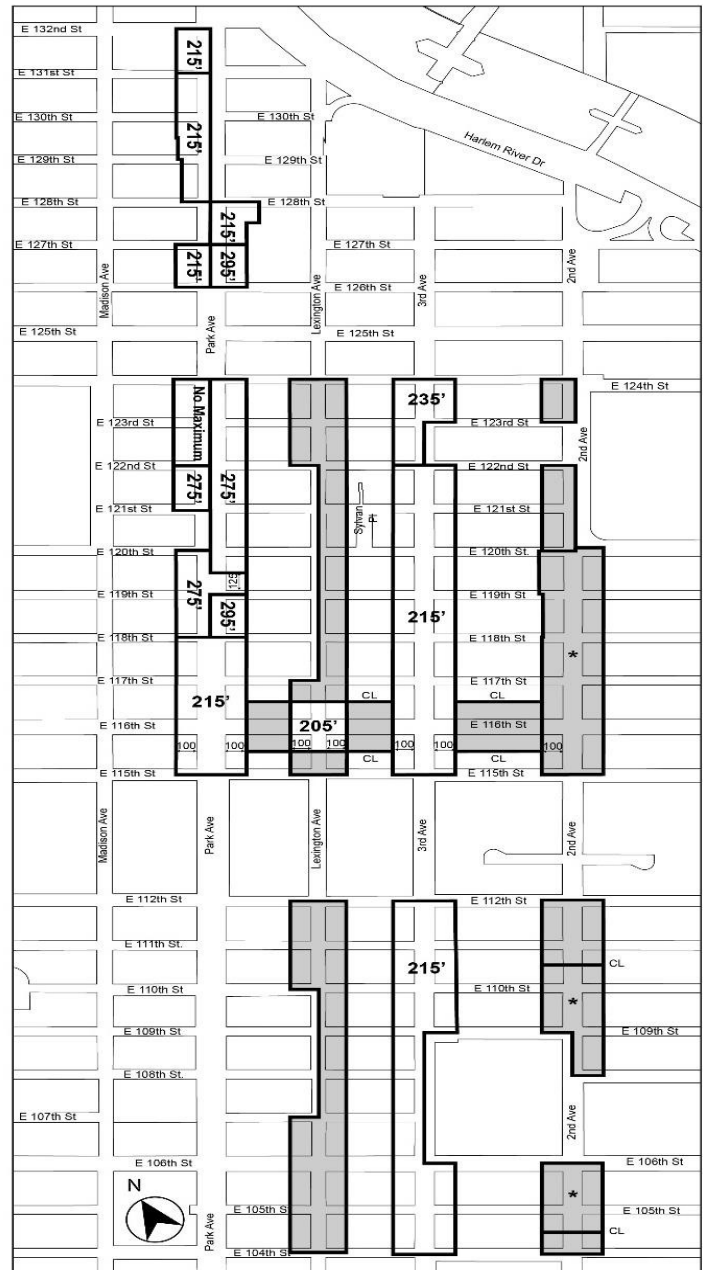 E 132nd St
215'
E 131st St
E 130th St
E 130th St
215'
Harlem River Dr
E 129th St
E 129th St
E 128th St
E 128th St
215'
E 127th St
E 127th St
215'
295'
Madison Ave
Park Ave
Lexington Ave
3rd Ave
2nd Ave
E 126th St
E 125th St
E 125th St
E 124th St
No Maximum
235'
E 123rd St
E 123rd St
2nd Ave
E 122nd St
E 122nd St
275'
275'
E 121st St
E 121st St
Sylvan Pl
E 120th St
E 120th St.
275'
125
E 119th St
E 119th St
295'
215'
E 118th St
E 118th St
*
E 117th St
E 117th St
215'
CL
CL
E 116th St
205'
E 116th St
100
100
100
100
100
100
100
CL
CL
E 115th St
E 115th St
Madison Ave
Park Ave
Lexington Ave
3rd Ave
2nd Ave
E 112th St
E 112th St
E 111th St.
215'
CL
E 110th St
E 110th St
*
E 109th St
E 109th St
E 108th St.
E 107th St
2nd Ave
E 106th St
E 106th St
N
*
E 105th St
E 105th St
Park Ave
CL
E 104th St